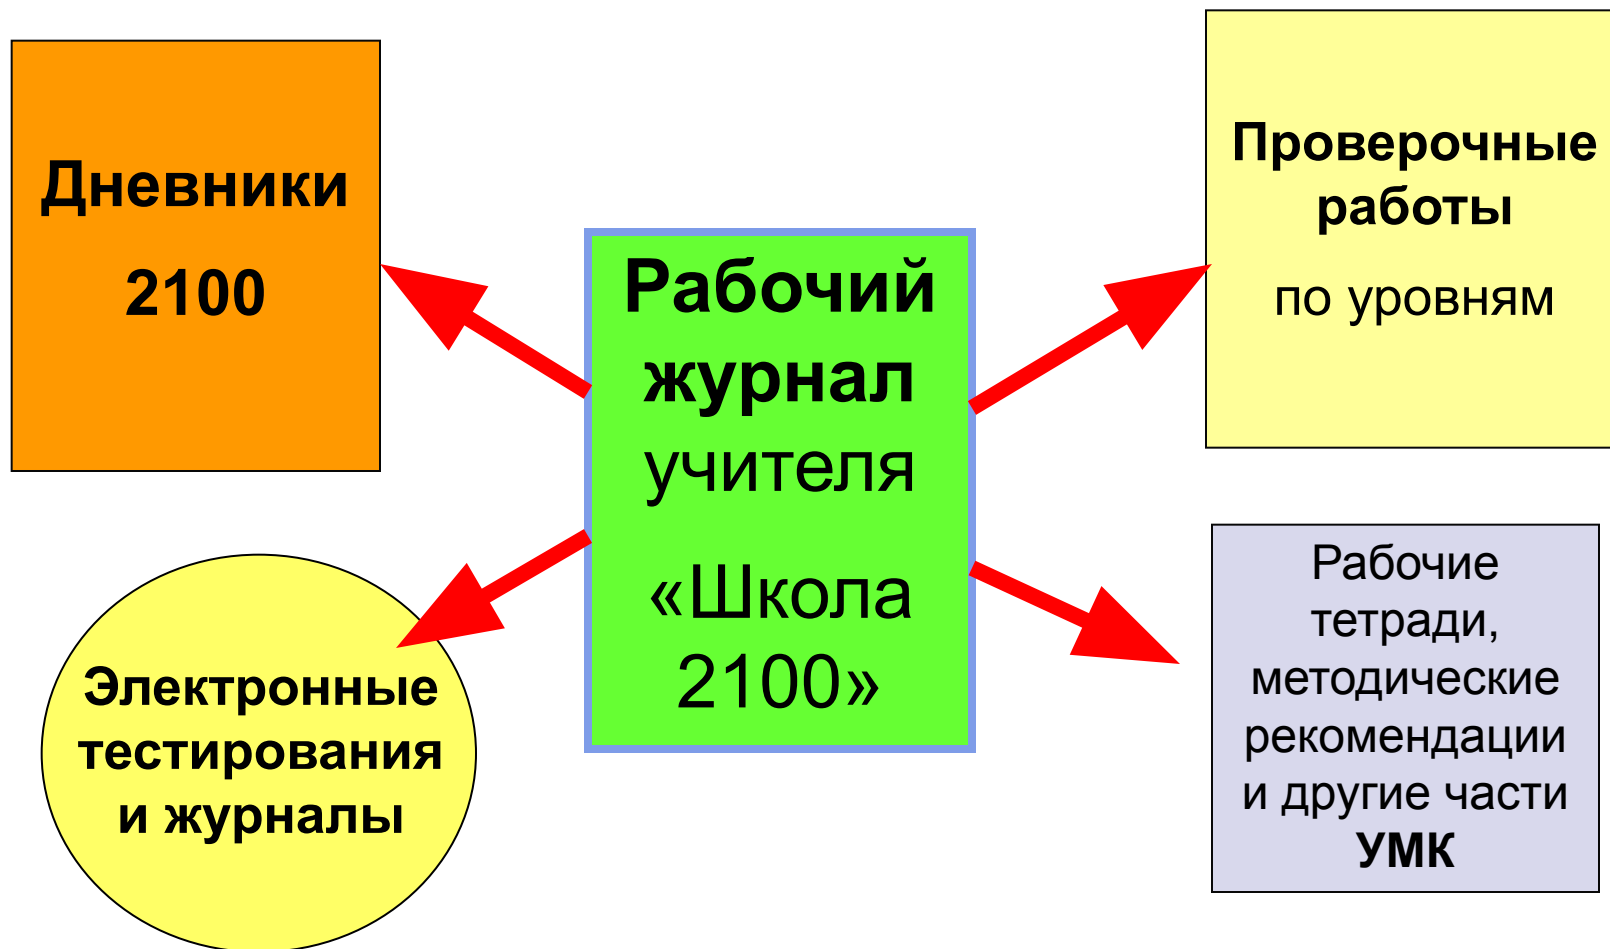 Дневники
2100
Рабочий
журнал
учителя
«Школа
2100»
Проверочные
работы
по уровням
Электронные
тестирования
и журналы
Рабочие
тетради,
методические
рекомендации
и другие части
УМК